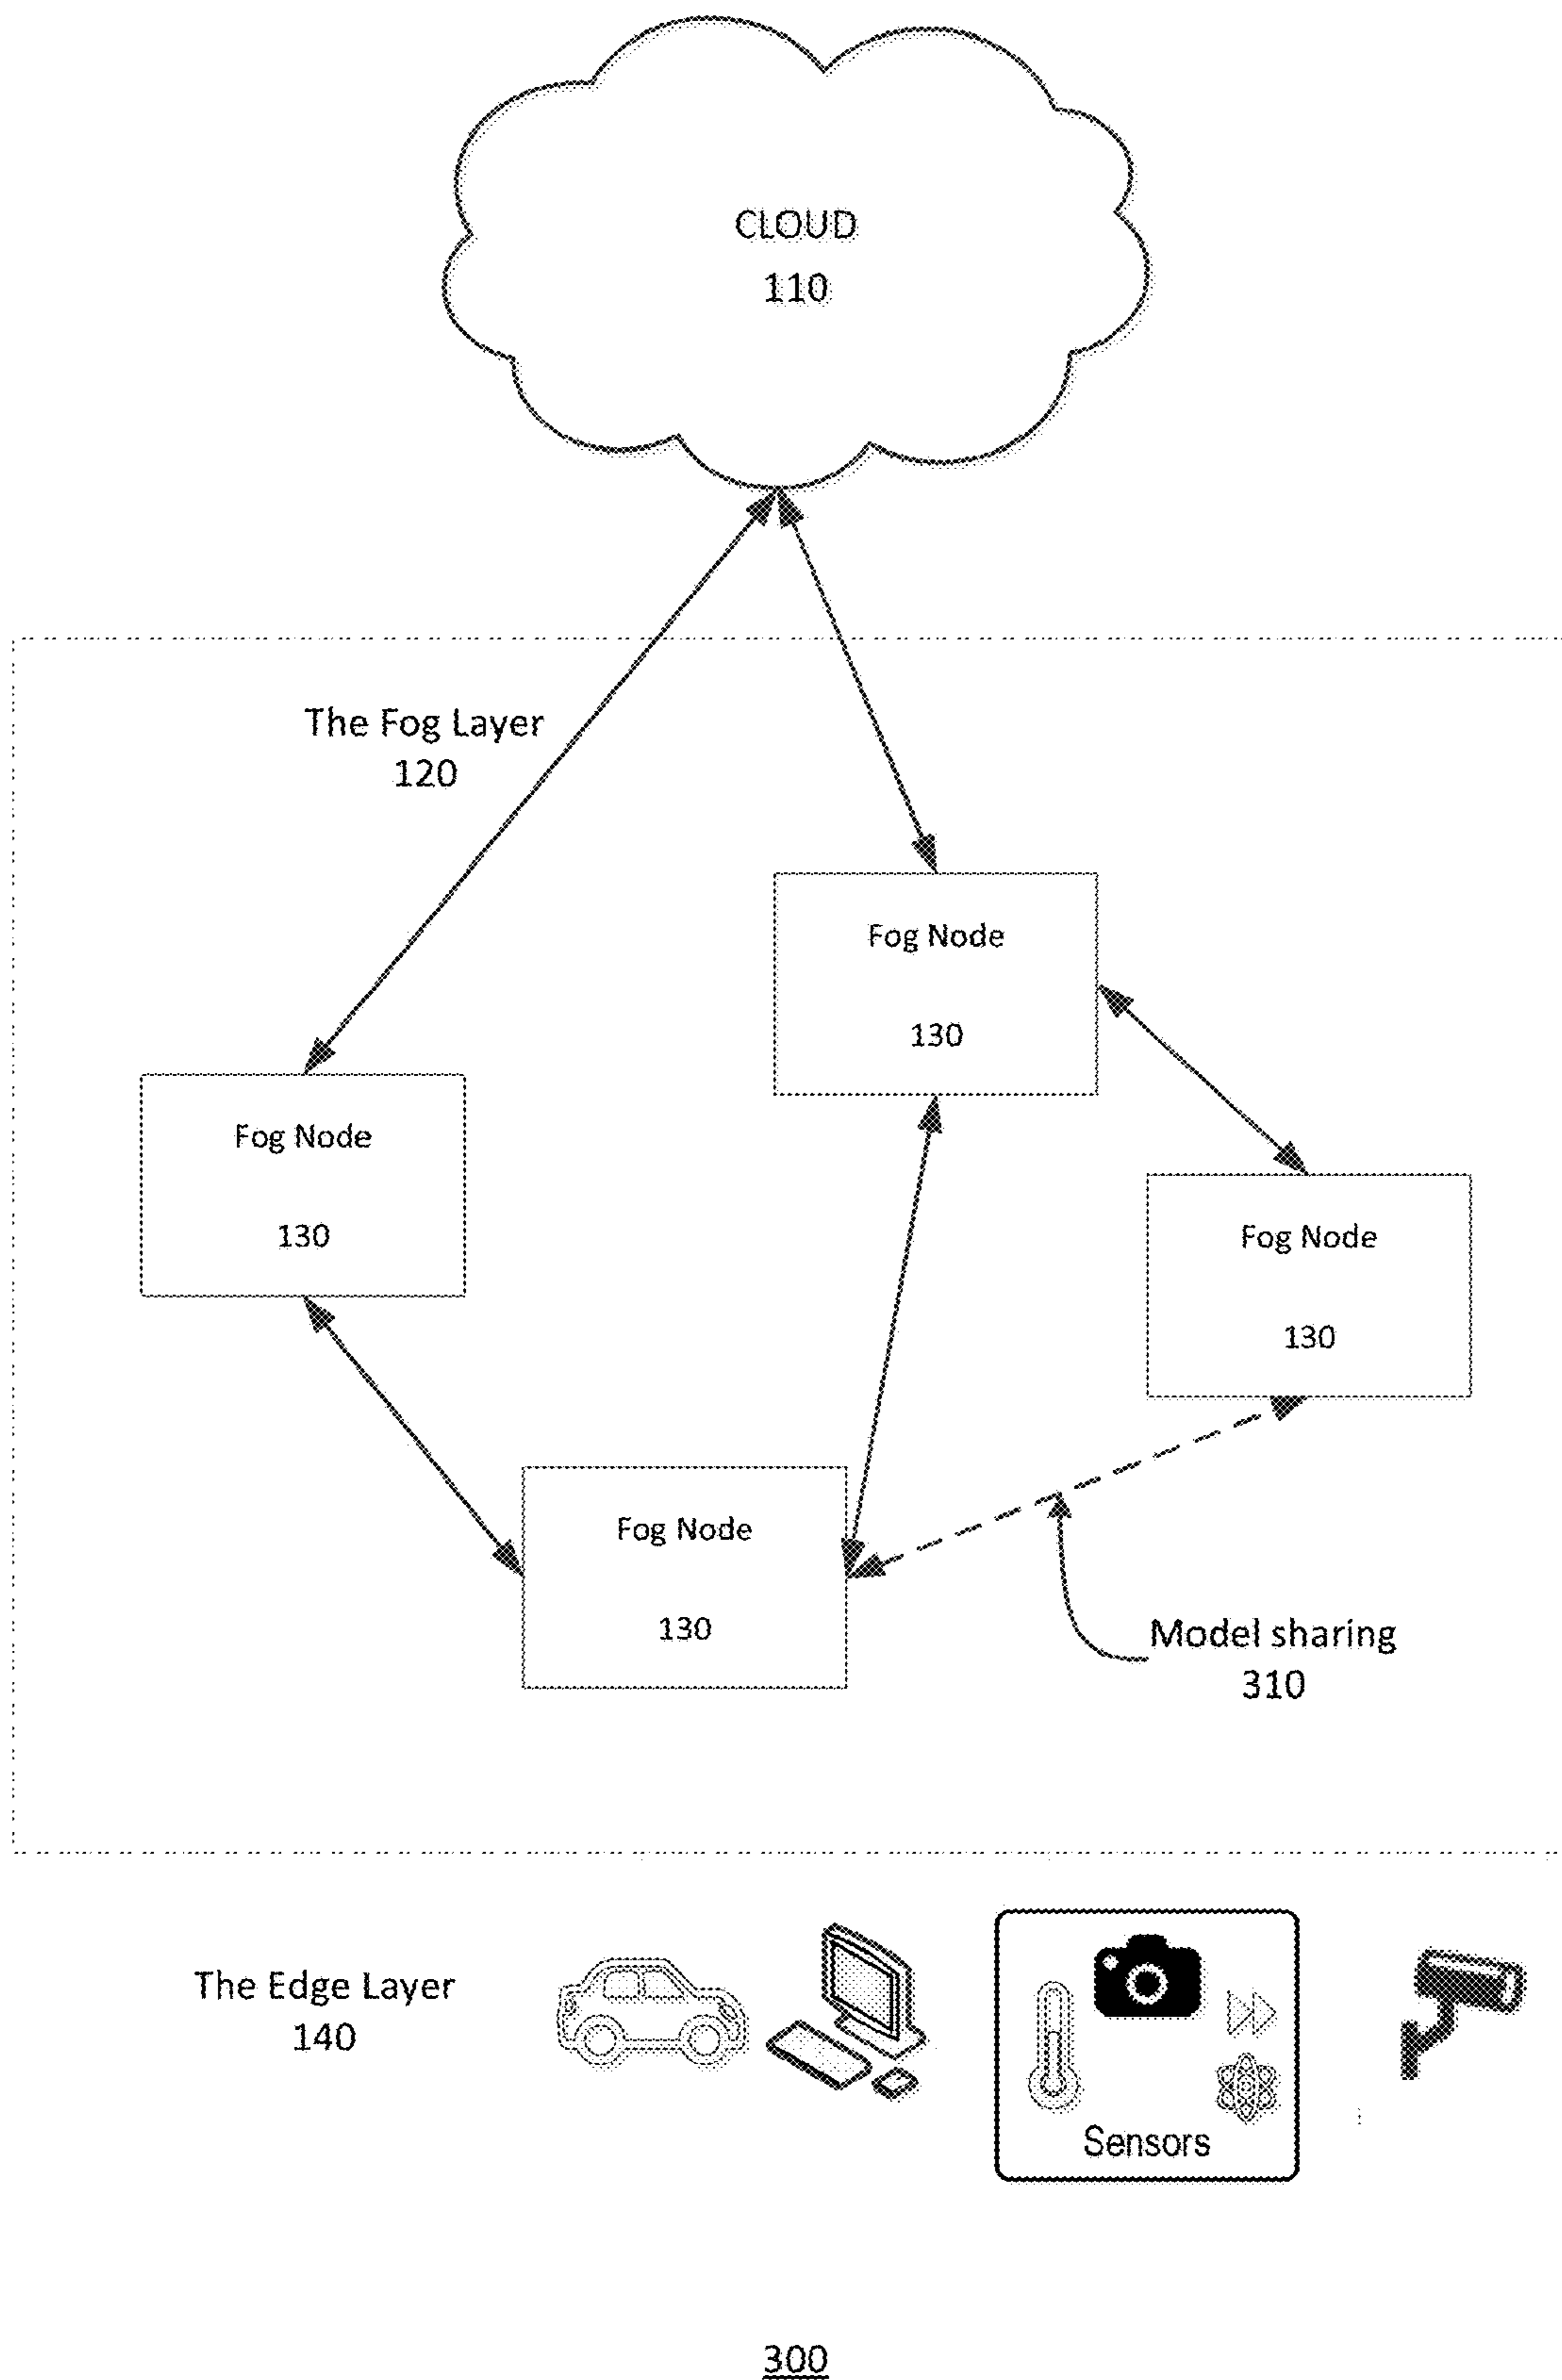 CLOUD
110
The Fog Layer
120
Fog Node
130
Fog Node
130
Fog Node
130
Fog Node
130
Model sharing
310
The Edge Layer
140
Sensors
300